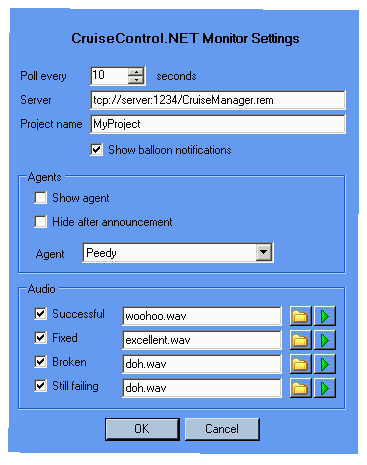 CruiseControl.NET Monitor Settings
Poll every 10 seconds
Server tcp://server:1234/CruiseManager.rem
Project name MyProject
Show balloon notifications
Agents
Show agent
Hide after announcement
Agent Peedy
Audio
Successful woohoo.wav
Fixed excellent.wav
Broken doh.wav
Still failing doh.wav
OK Cancel